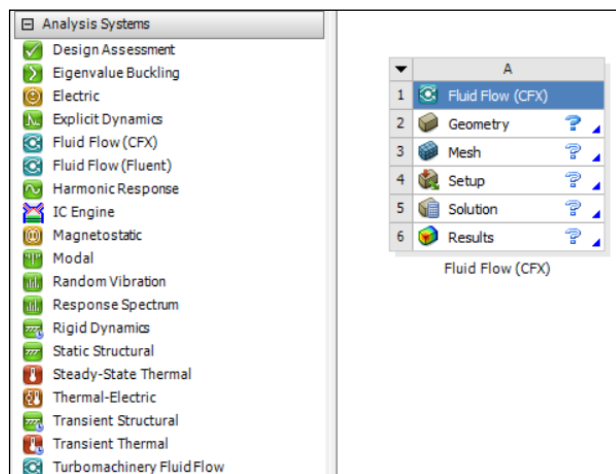 Analysis Systems
Design Assessment
Eigenvalue Buckling
Electric
Explicit Dynamics
Fluid Flow (CFX)
Fluid Flow (Fluent)
Harmonic Response
IC Engine
Magnetostatic
Modal
Random Vibration
Response Spectrum
Rigid Dynamics
Static Structural
Steady-State Thermal
Thermal-Electric
Transient Structural
Transient Thermal
Turbomachinery Fluid Flow
A
1 Fluid Flow (CFX)
2 Geometry ?
3 Mesh ?
4 Setup ?
5 Solution ?
6 Results ?
Fluid Flow (CFX)